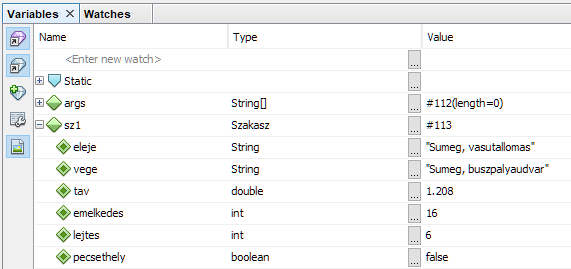 Variables × Watches
Name Type Value
<Enter new watch> ...
Static ...
args String[] ... #112(length=0)
sz1 Szakasz ... #113
eleje String ... "Sumeg, vasutallomas"
vege String ... "Sumeg, buszpalyaudvar"
tav double ... 1.208
emelkedes int ... 16
lejtes int ... 6
pecsethely boolean ... false